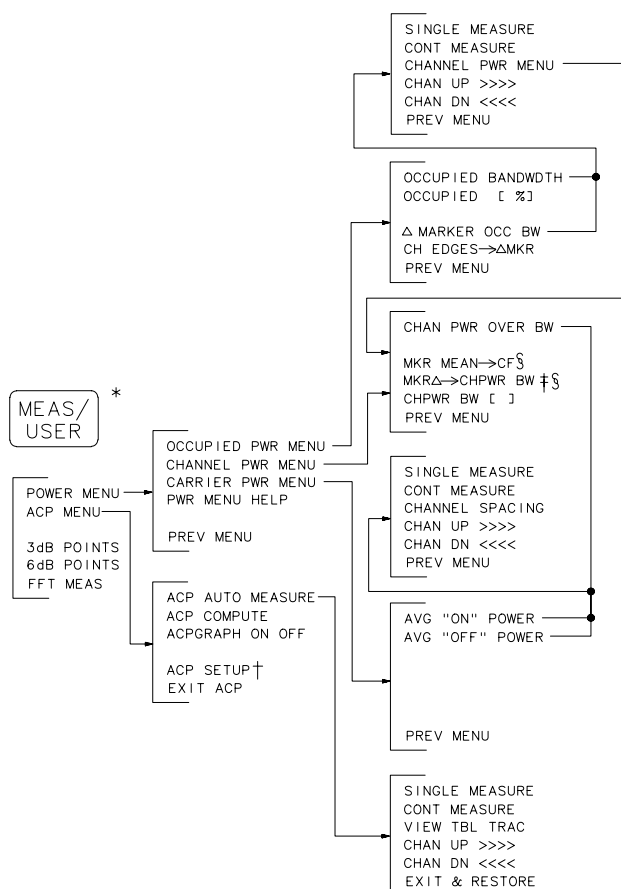 SINGLE MEASURE
CONT MEASURE
CHANNEL PWR MENU
CHAN UP >>>>
CHAN DN <<<<
PREV MENU
OCCUPIED BANDWDTH
OCCUPIED [ %]
△ MARKER OCC BW
CH EDGES→△MKR
PREV MENU
CHAN PWR OVER BW
MKR MEAN→CF§
MKR△→CHPWR BW ‡§
CHPWR BW [ ]
PREV MENU
MEAS/
USER
*
POWER MENU
ACP MENU
3dB POINTS
6dB POINTS
FFT MEAS
OCCUPIED PWR MENU
CHANNEL PWR MENU
CARRIER PWR MENU
PWR MENU HELP
PREV MENU
SINGLE MEASURE
CONT MEASURE
CHANNEL SPACING
CHAN UP >>>>
CHAN DN <<<<
PREV MENU
ACP AUTO MEASURE
ACP COMPUTE
ACPGRAPH ON OFF
ACP SETUP†
EXIT ACP
AVG "ON" POWER
AVG "OFF" POWER
PREV MENU
SINGLE MEASURE
CONT MEASURE
VIEW TBL TRAC
CHAN UP >>>>
CHAN DN <<<<
EXIT & RESTORE